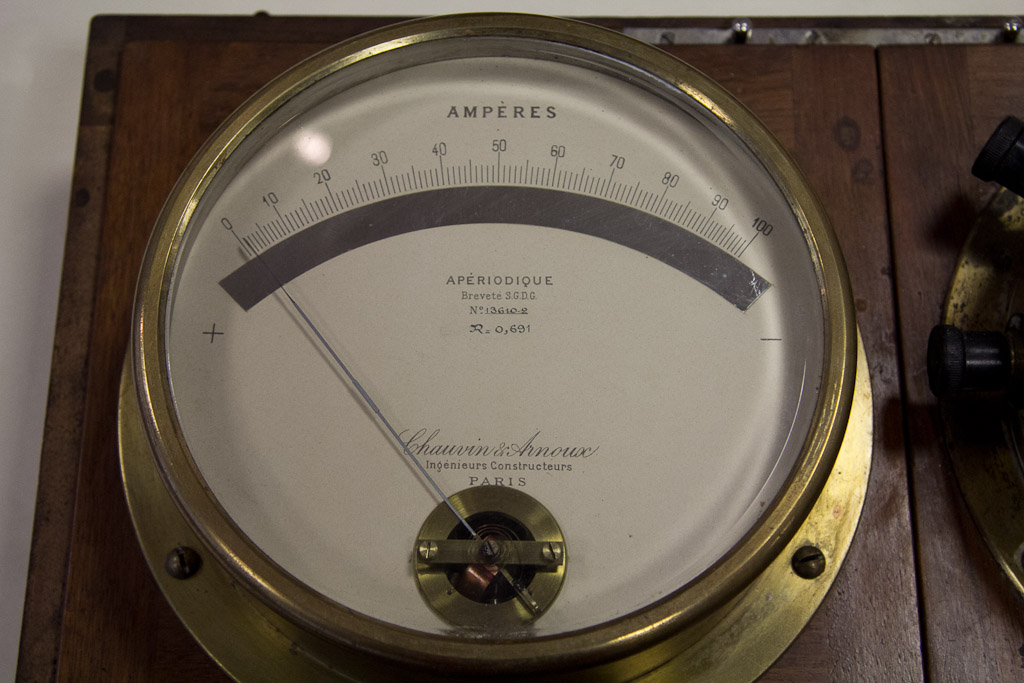 AMPÈRES
0 10 20 30 40 50 60 70 80 90 100
APÉRIODIQUE
Breveté S.G.D.G.
Nº 13610-2
R = 0,691
+ —
Chauvin & Arnoux
Ingénieurs Constructeurs
PARIS